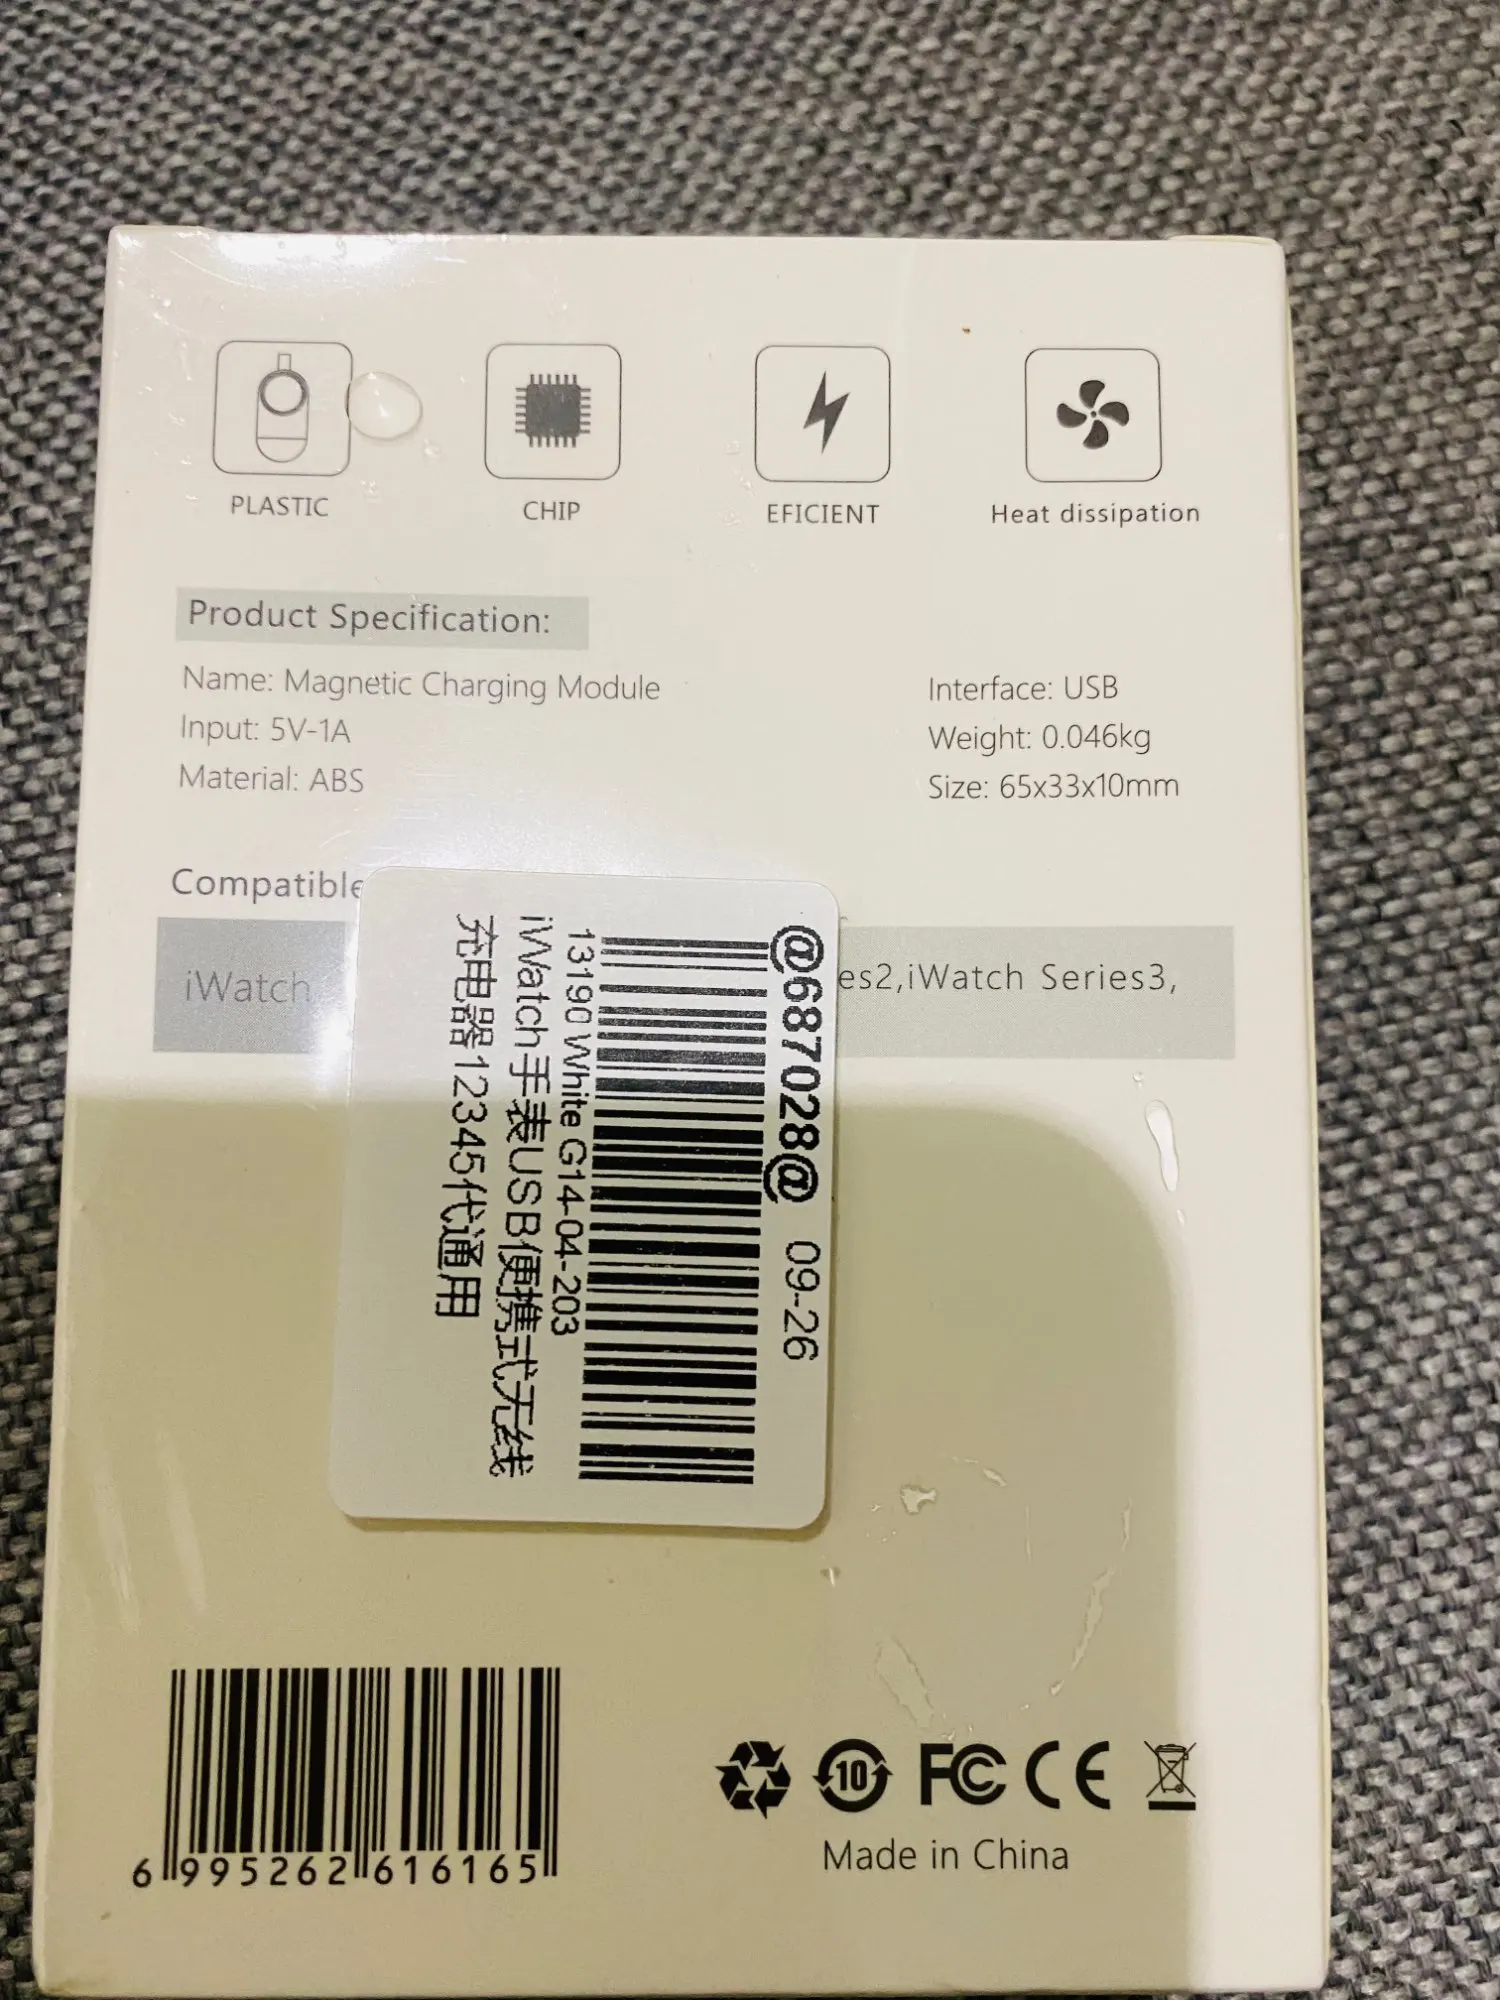 PLASTIC
CHIP
EFICIENT
Heat dissipation
Product Specification:
Name: Magnetic Charging Module
Input: 5V-1A
Material: ABS
Interface: USB
Weight: 0.046kg
Size: 65x33x10mm
Compatible
iWatch
es2,iWatch Series3,
@687028@ 09-26
13190 White G14-04-203
iWatch手表USB便携式无线
充电器12345代通用
6 995262 616165
10
FC CE
Made in China